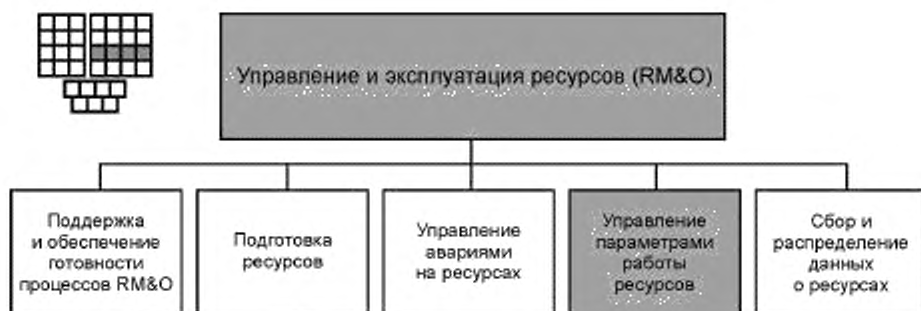 Управление и эксплуатация ресурсов (RM&O)
Поддержка
и обеспечение
готовности
процессов RM&O
Подготовка
ресурсов
Управление
авариями
на ресурсах
Управление
параметрами
работы
ресурсов
Сбор и
распределение
данных
о ресурсах